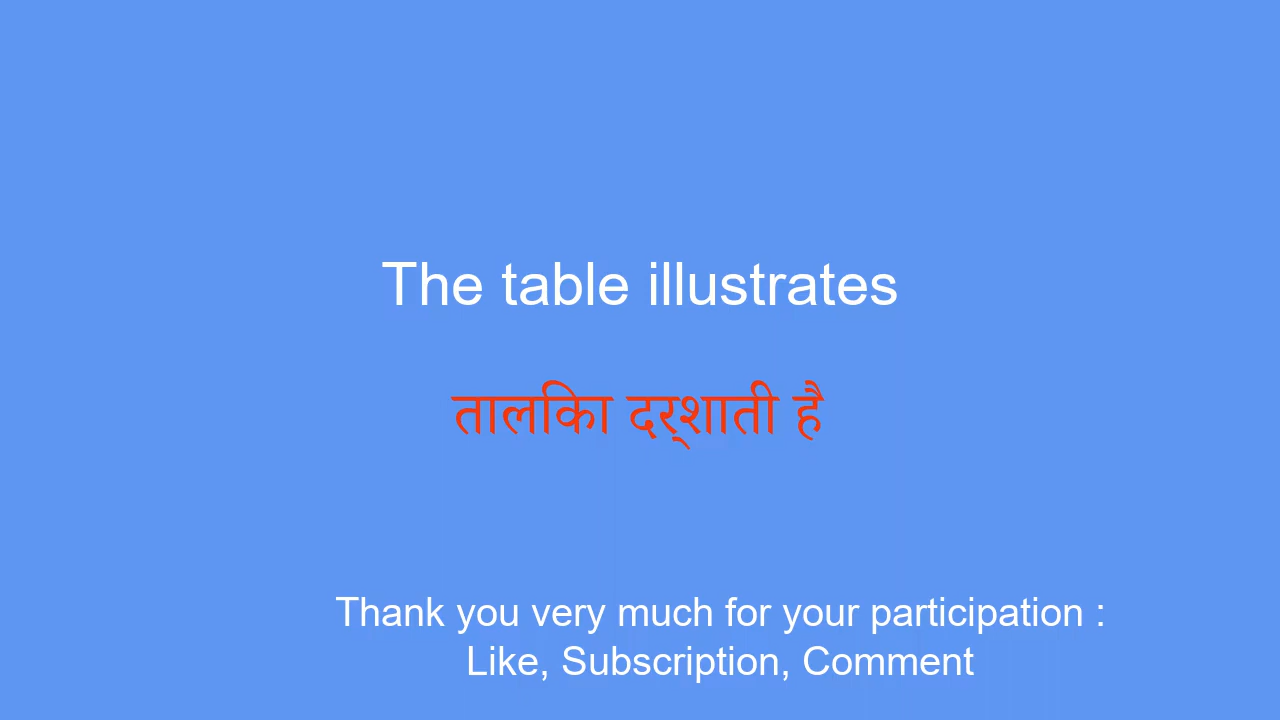 The table illustrates
तालिका दर्शाती है
Thank you very much for your participation :
Like, Subscription, Comment